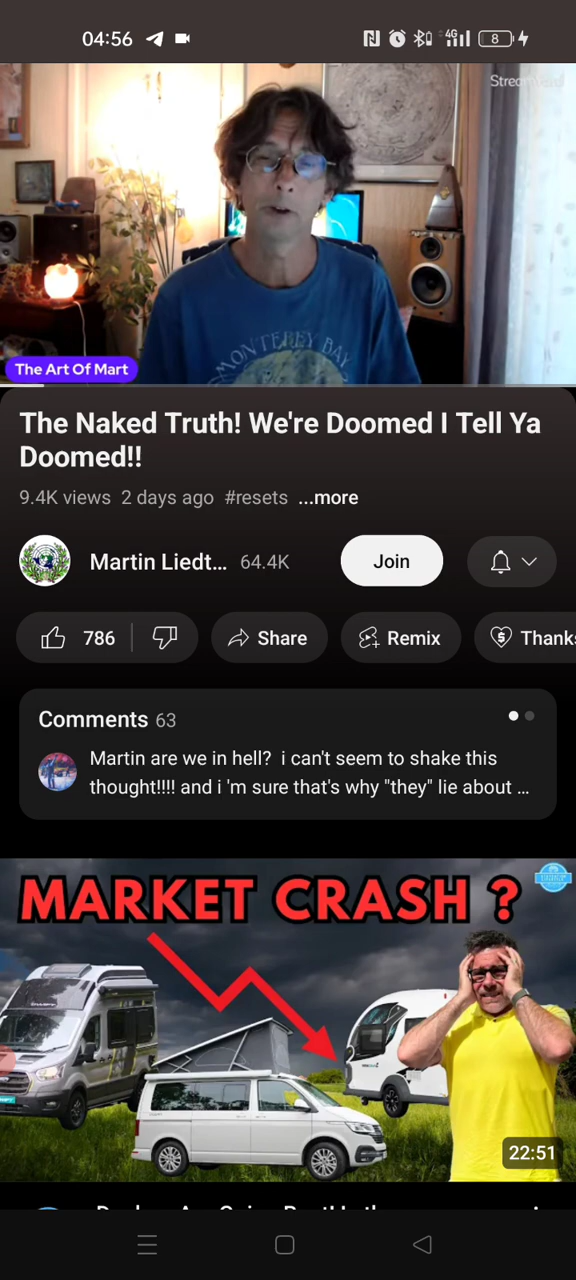 04:56
4G
8
StreamYard
MONTEREY BAY
The Art Of Mart
The Naked Truth! We're Doomed I Tell Ya
Doomed!!
9.4K views 2 days ago #resets ...more
Martin Liedt... 64.4K
Join
786
Share
Remix
Thanks
Comments 63
Martin are we in hell? i can't seem to shake this
thought!!!! and i 'm sure that's why "they" lie about ...
MARKET CRASH ?
22:51